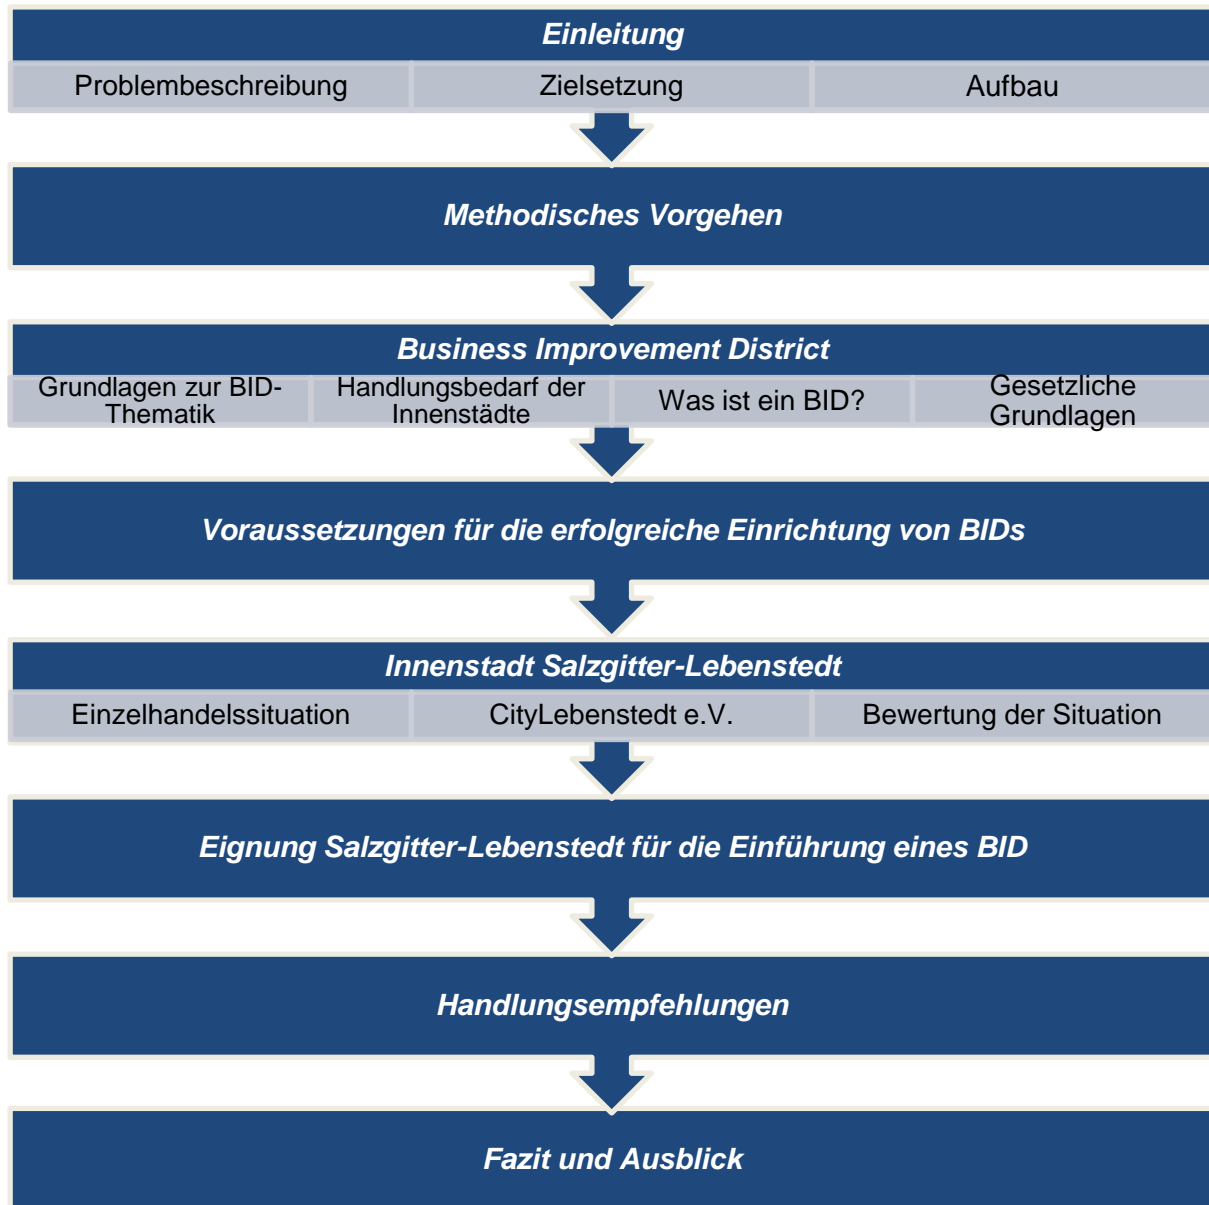 Einleitung
Problembeschreibung
Zielsetzung
Aufbau
Methodisches Vorgehen
Business Improvement District
Grundlagen zur BID-
Thematik
Handlungsbedarf der
Innenstädte
Was ist ein BID?
Gesetzliche
Grundlagen
Voraussetzungen für die erfolgreiche Einrichtung von BIDs
Innenstadt Salzgitter-Lebenstedt
Einzelhandelssituation
CityLebenstedt e.V.
Bewertung der Situation
Eignung Salzgitter-Lebenstedt für die Einführung eines BID
Handlungsempfehlungen
Fazit und Ausblick